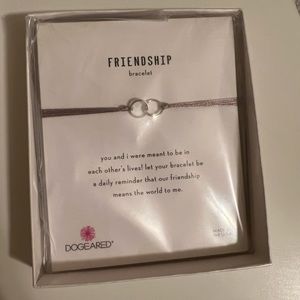 FRIENDSHIP
bracelet
you and i were meant to be in
each other's lives! let your bracelet be
a daily reminder that our friendship
means the world to me.
DOGEARED®